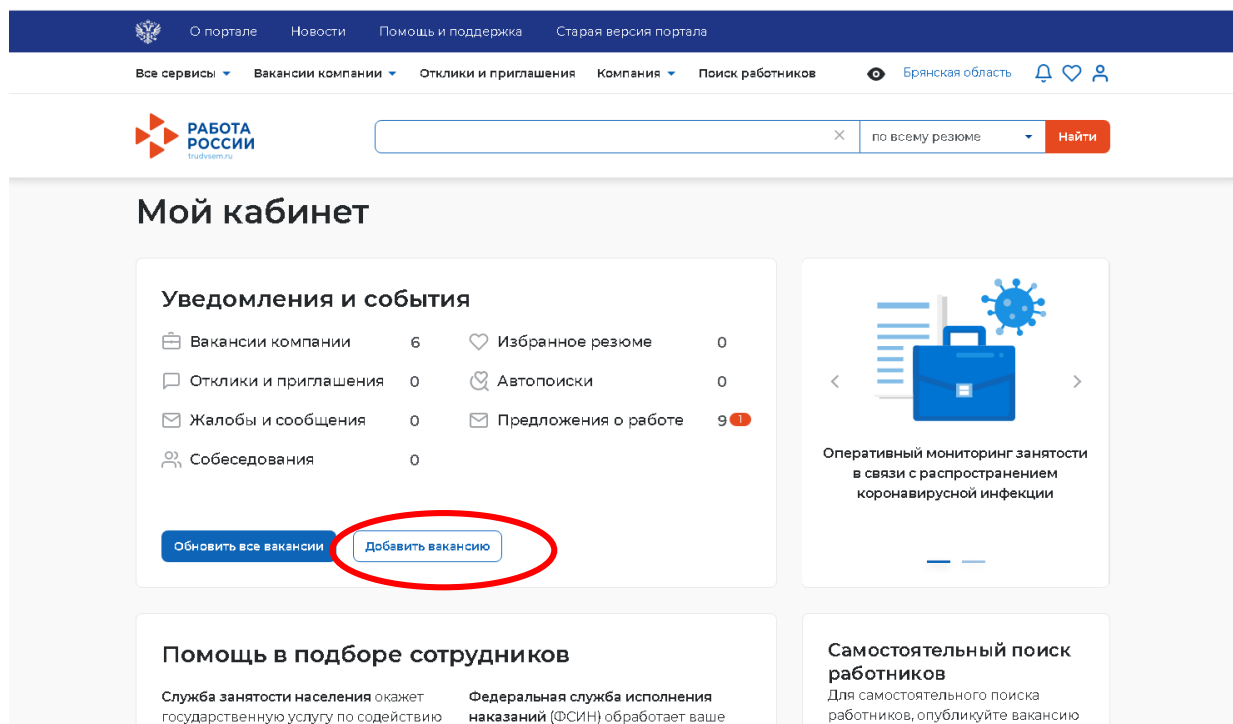 О портале Новости Помощь и поддержка Старая версия портала
Все сервисы Вакансии компании Отклики и приглашения Компания Поиск работников Брянская область
РАБОТА
РОССИИ
trudvsem.ru
по всему резюме Найти
Мой кабинет
Уведомления и события
Вакансии компании 6 Избранное резюме 0
Отклики и приглашения 0 Автопоиски 0
Жалобы и сообщения 0 Предложения о работе 9 1
Собеседования 0
Обновить все вакансии Добавить вакансию
Оперативный мониторинг занятости
в связи с распространением
коронавирусной инфекции
Помощь в подборе сотрудников
Служба занятости населения окажет
государственную услугу по содействию
Федеральная служба исполнения
наказаний (ФСИН) обработает ваше
Самостоятельный поиск
работников
Для самостоятельного поиска
работников, опубликуйте вакансию